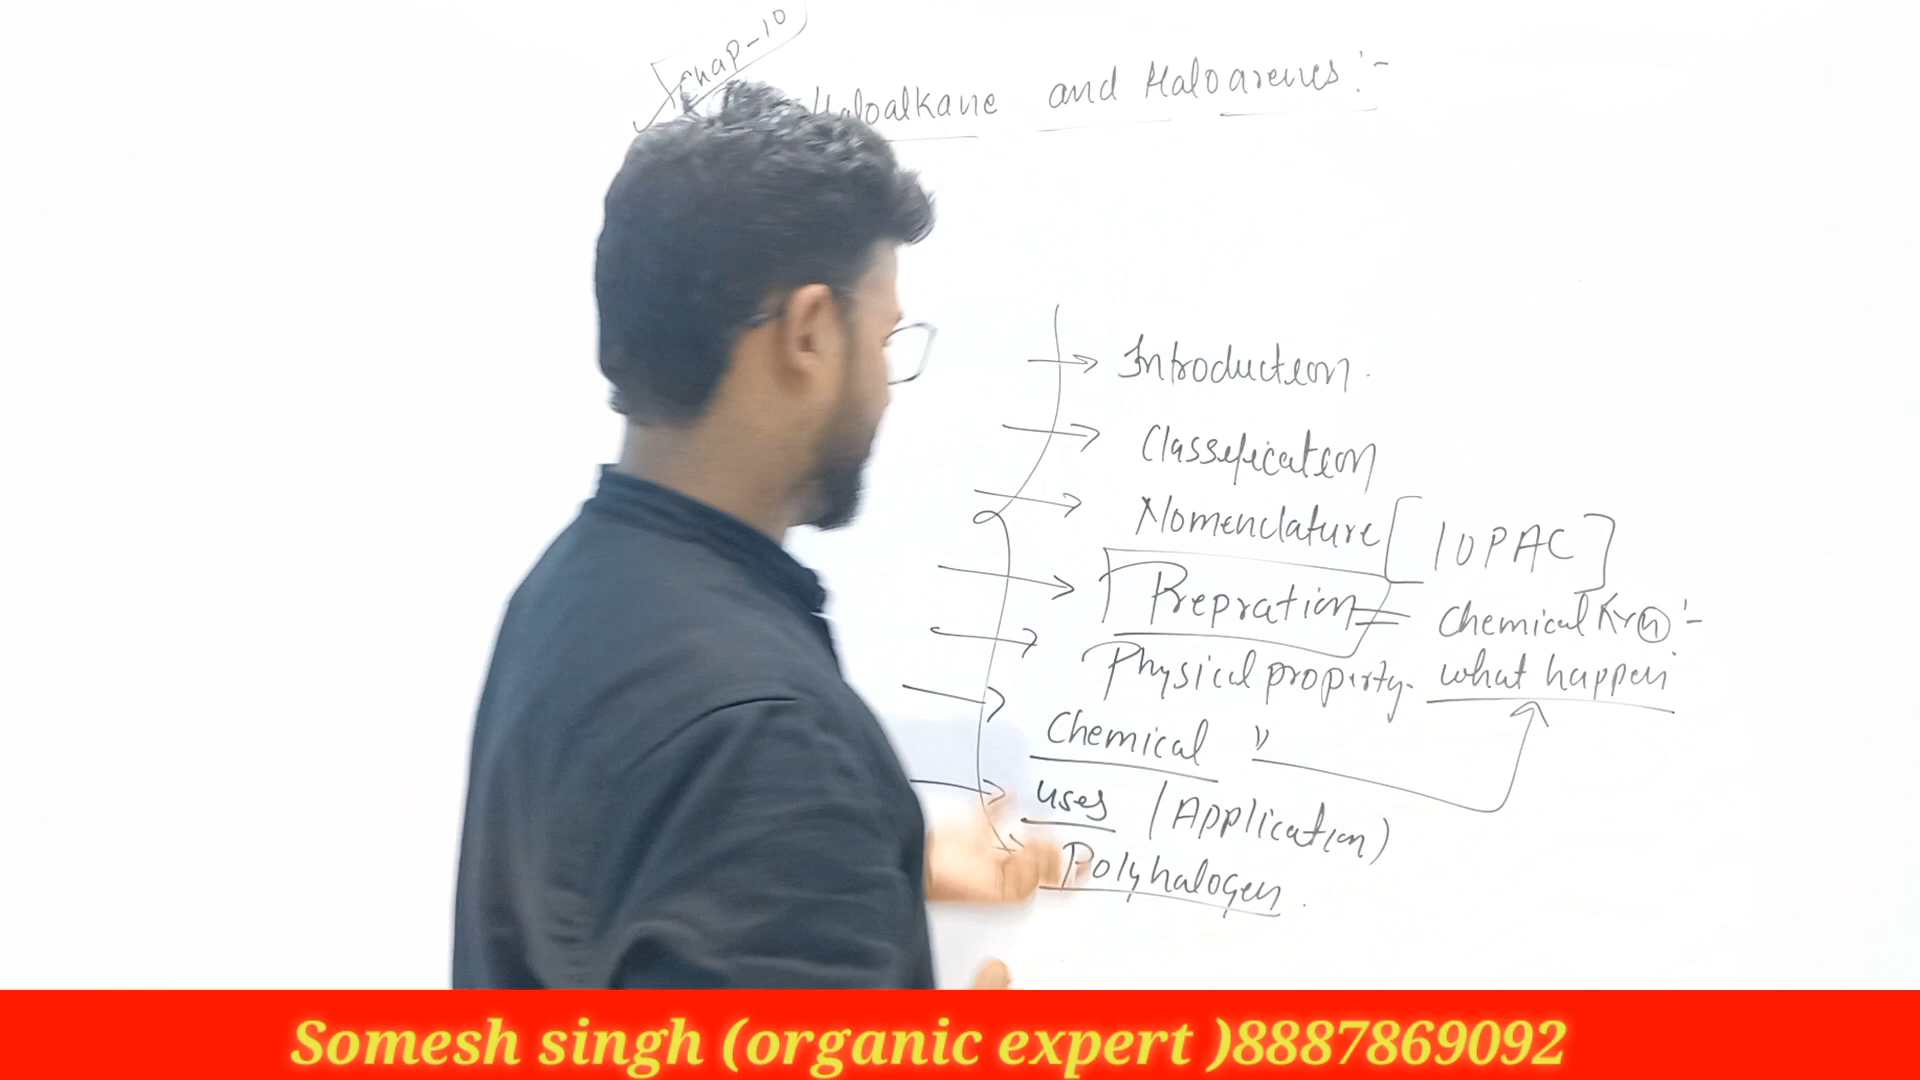 Chap-10
Haloalkane and Haloarenes :-
Introduction.
Classification
Nomenclature [IUPAC]
Prepration = Chemical Rxn :-
Physical property. what happen
Chemical "
uses (Application)
Polyhalogen.
Somesh singh (organic expert )8887869092